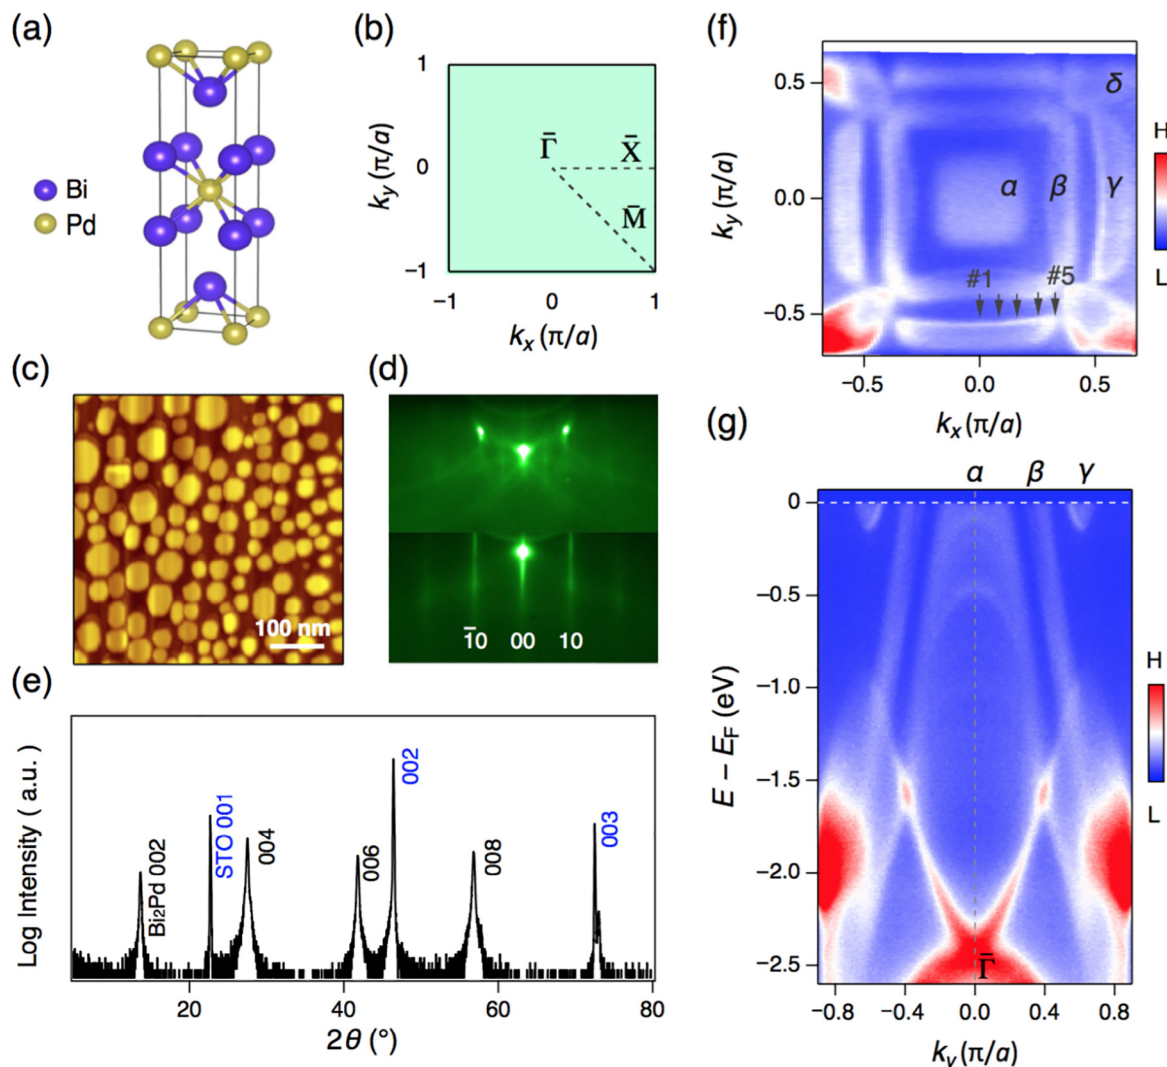 (a)
Bi
Pd
(b)
1
0
−1
k_y (π/a)
Γ̄
X̄
M̄
−1 0 1
k_x (π/a)
(c)
100 nm
(d)
1̄0 00 10
(e)
Log Intensity ( a.u. )
Bi₂Pd 002
STO 001
004
006
002
008
003
20 40 60 80
2θ (°)
(f)
0.5
0.0
−0.5
k_y (π/a)
δ
α β γ
#1 #5
−0.5 0.0 0.5
k_x (π/a)
H
L
(g)
α β γ
0
−0.5
−1.0
−1.5
−2.0
−2.5
E − E_F (eV)
Γ̄
−0.8 −0.4 0.0 0.4 0.8
k_y (π/a)
H
L